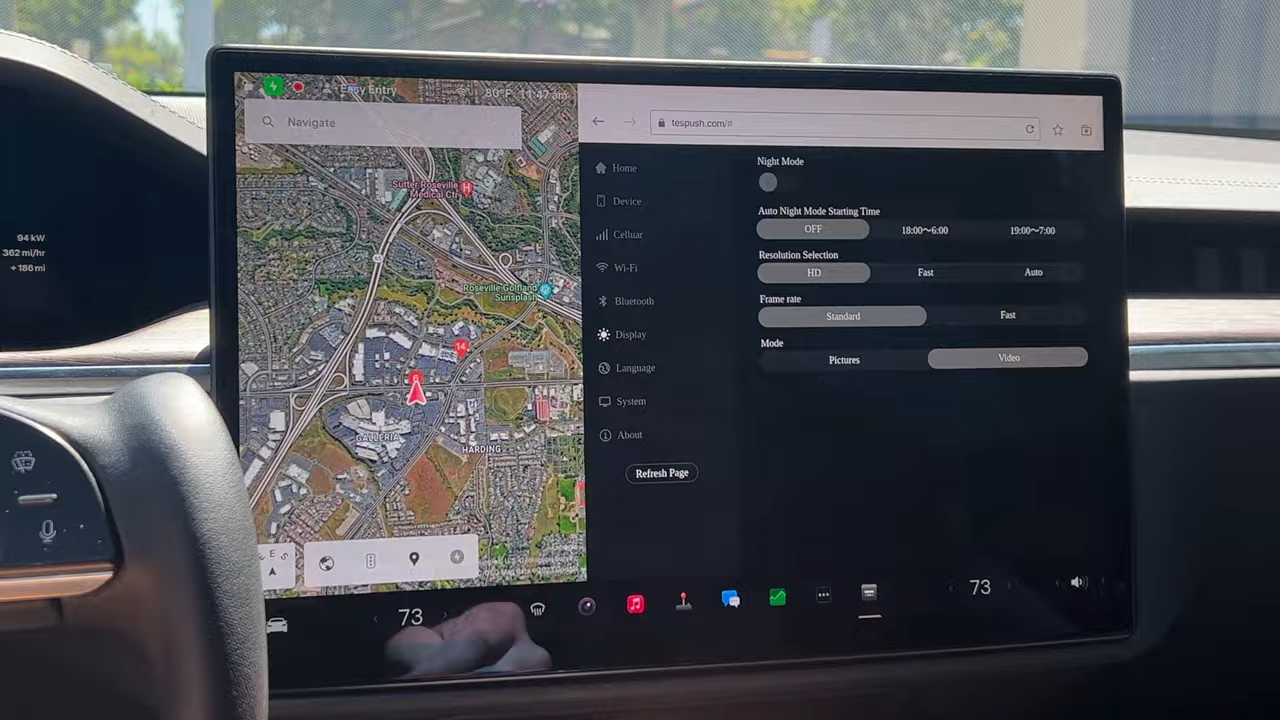 94 kW
362 mi/hr
+ 186 mi
Easy Entry
80°F
11:47 am
Navigate
Sutter Roseville
Medical Ctr
H
Roseville Golfland
Sunsplash
14
GALLERIA
HARDING
E
S
tespush.com/#
Home
Device
Celluar
Wi-Fi
Bluetooth
Display
Language
System
About
Refresh Page
Night Mode
Auto Night Mode Starting Time
OFF 18:00~6:00 19:00~7:00
Resolution Selection
HD Fast Auto
Frame rate
Standard Fast
Mode
Pictures Video
73
73